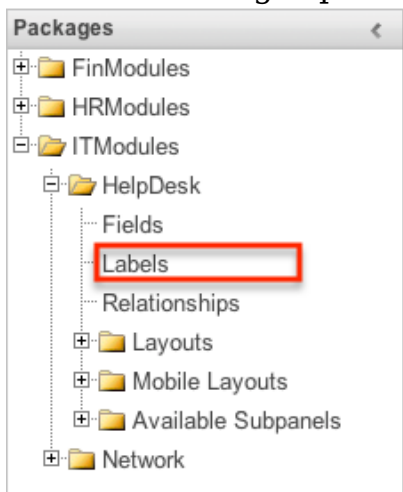 Packages
FinModules
HRModules
ITModules
HelpDesk
Fields
Labels
Relationships
Layouts
Mobile Layouts
Available Subpanels
Network